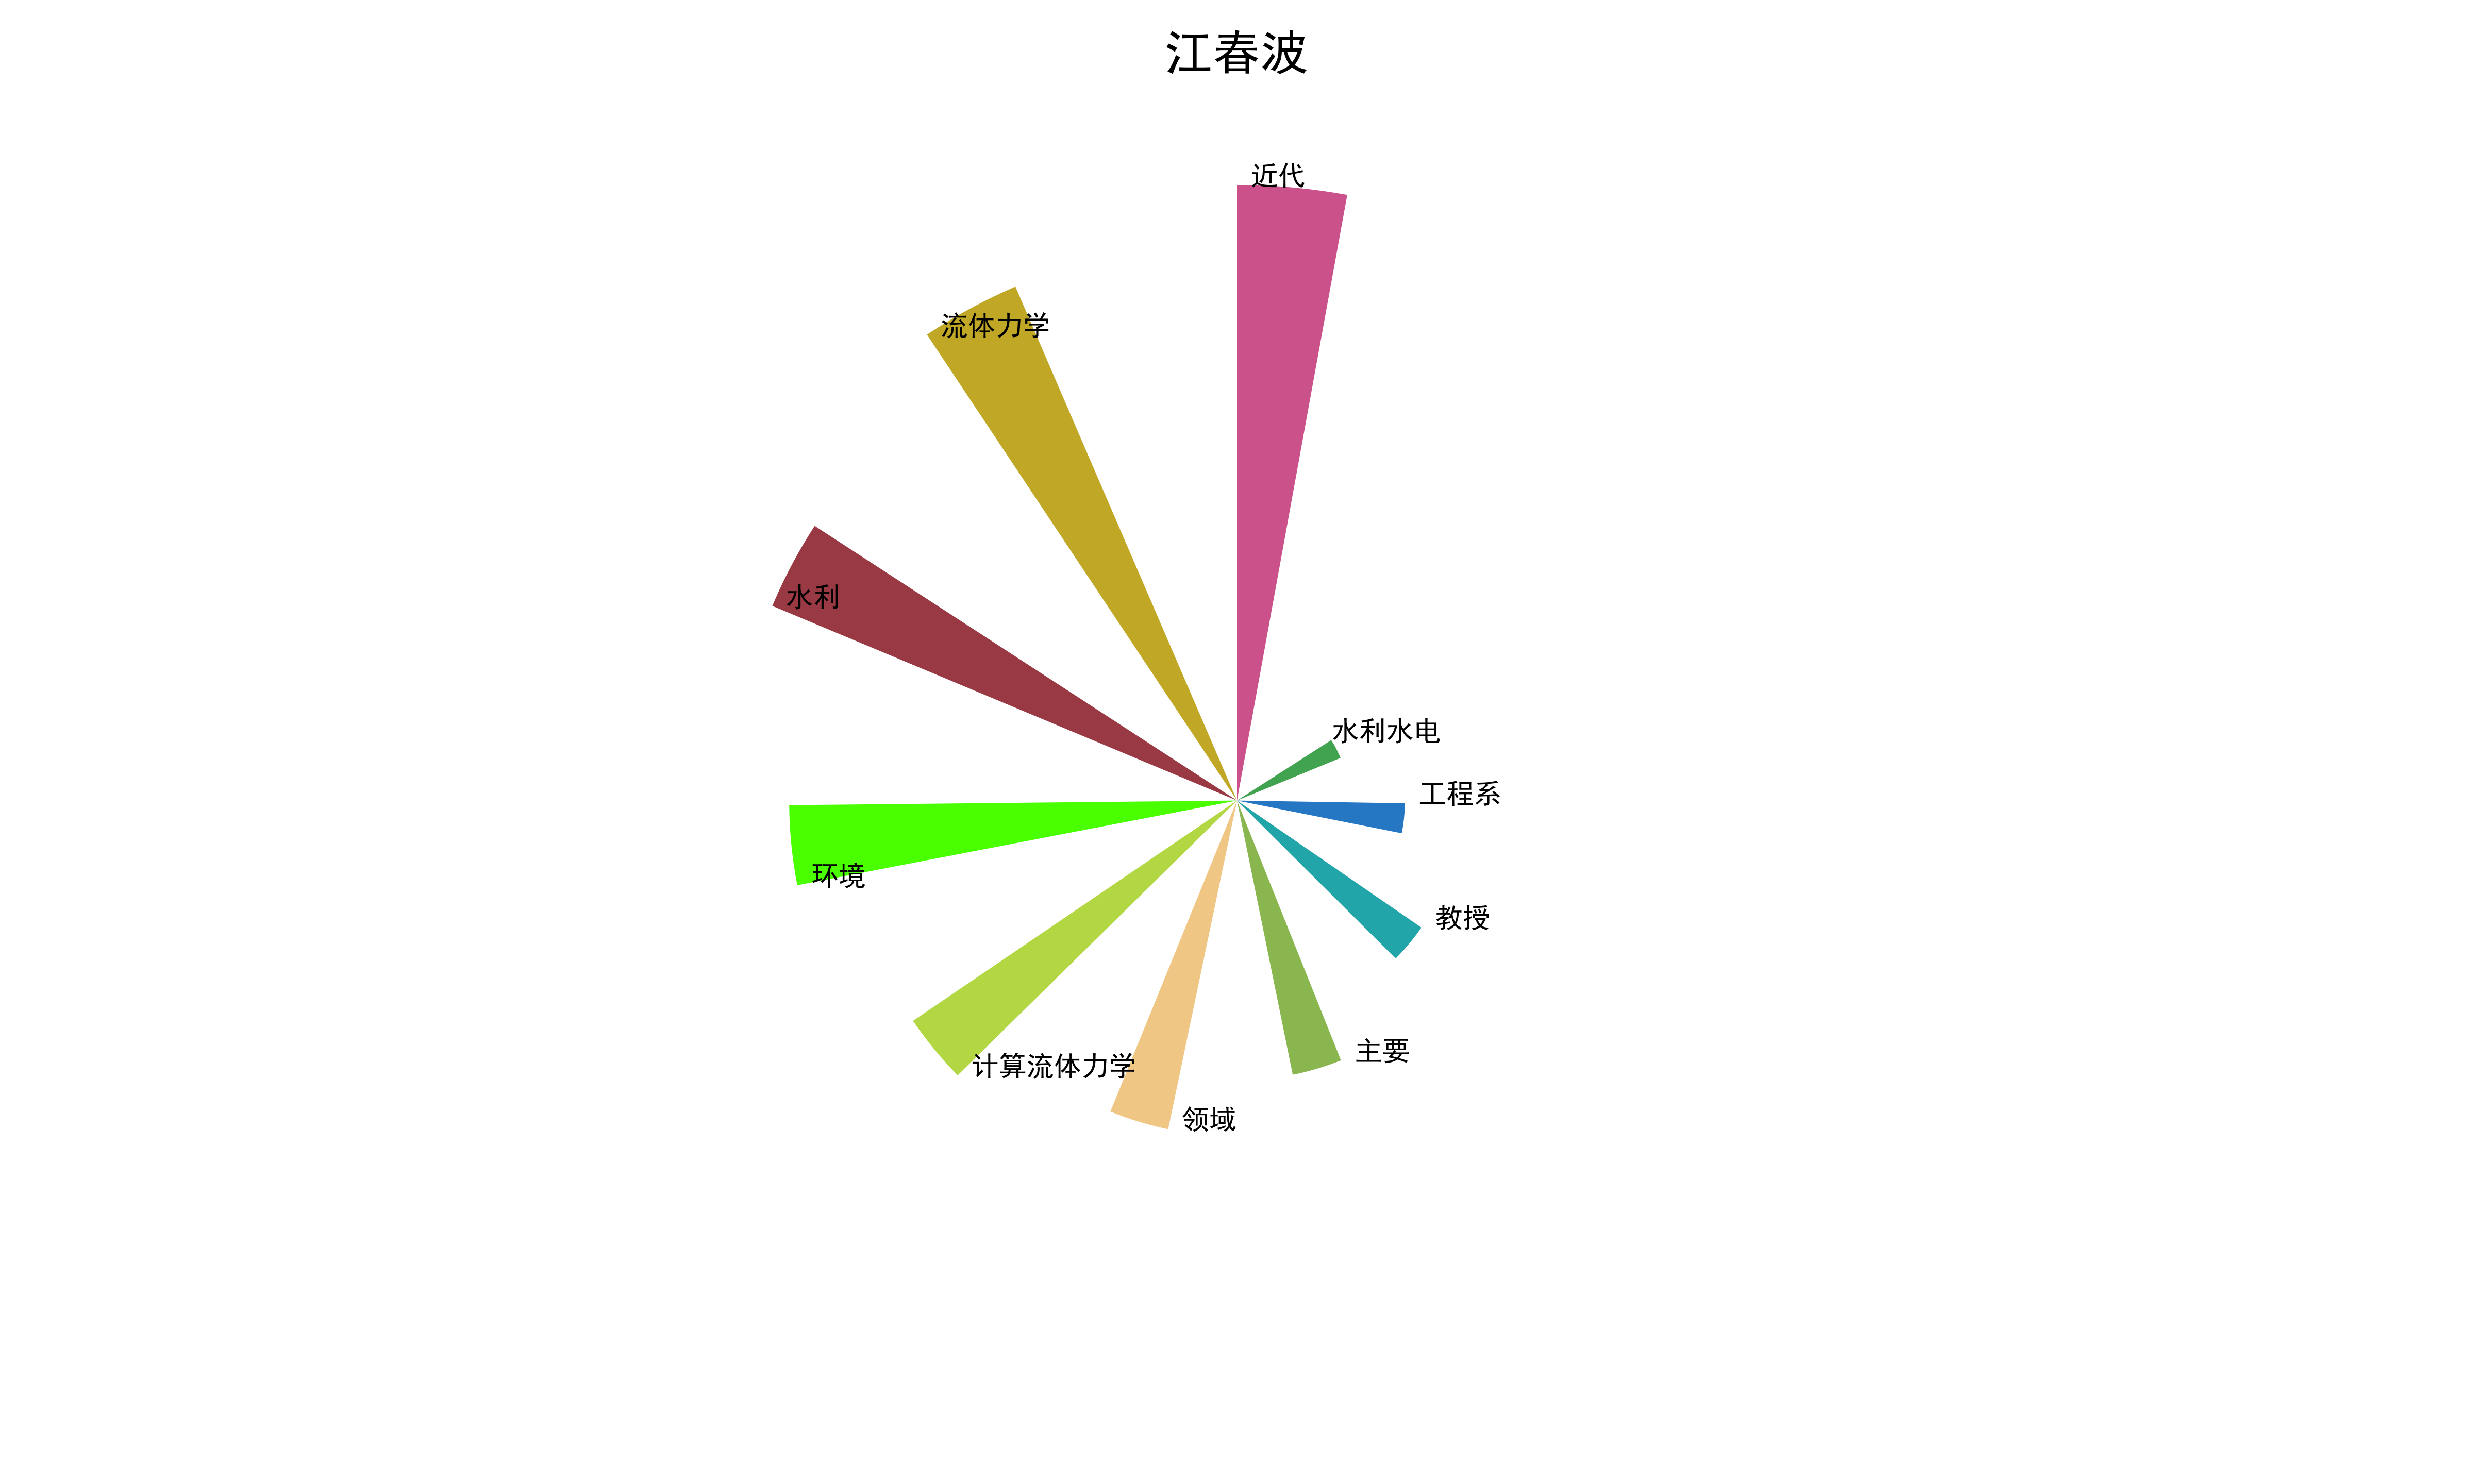 江春波
近代
流体力学
水利
水利水电
工程系
环境
教授
主要
计算流体力学
领域